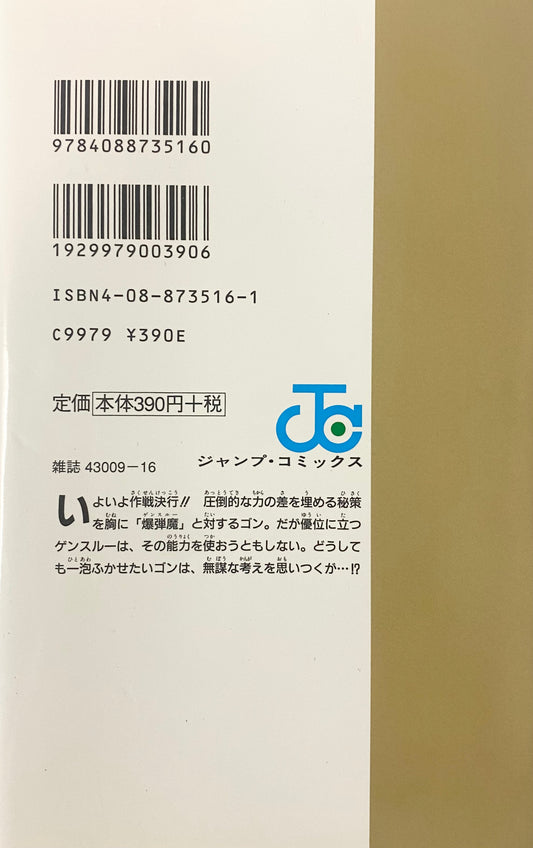 9784088735160
1929979003906
ISBN4-08-873516-1
C9979 ¥390E
定価 本体390円+税
JC
ジャンプ・コミックス
雑誌 43009-16
いよいよ作戦決行!! 圧倒的な力の差を埋める秘策
を胸に「爆弾魔」と対するゴン。だが優位に立つ
ゲンスルーは、その能力を使おうともしない。どうして
も一泡ふかせたいゴンは、無謀な考えを思いつくが…!?